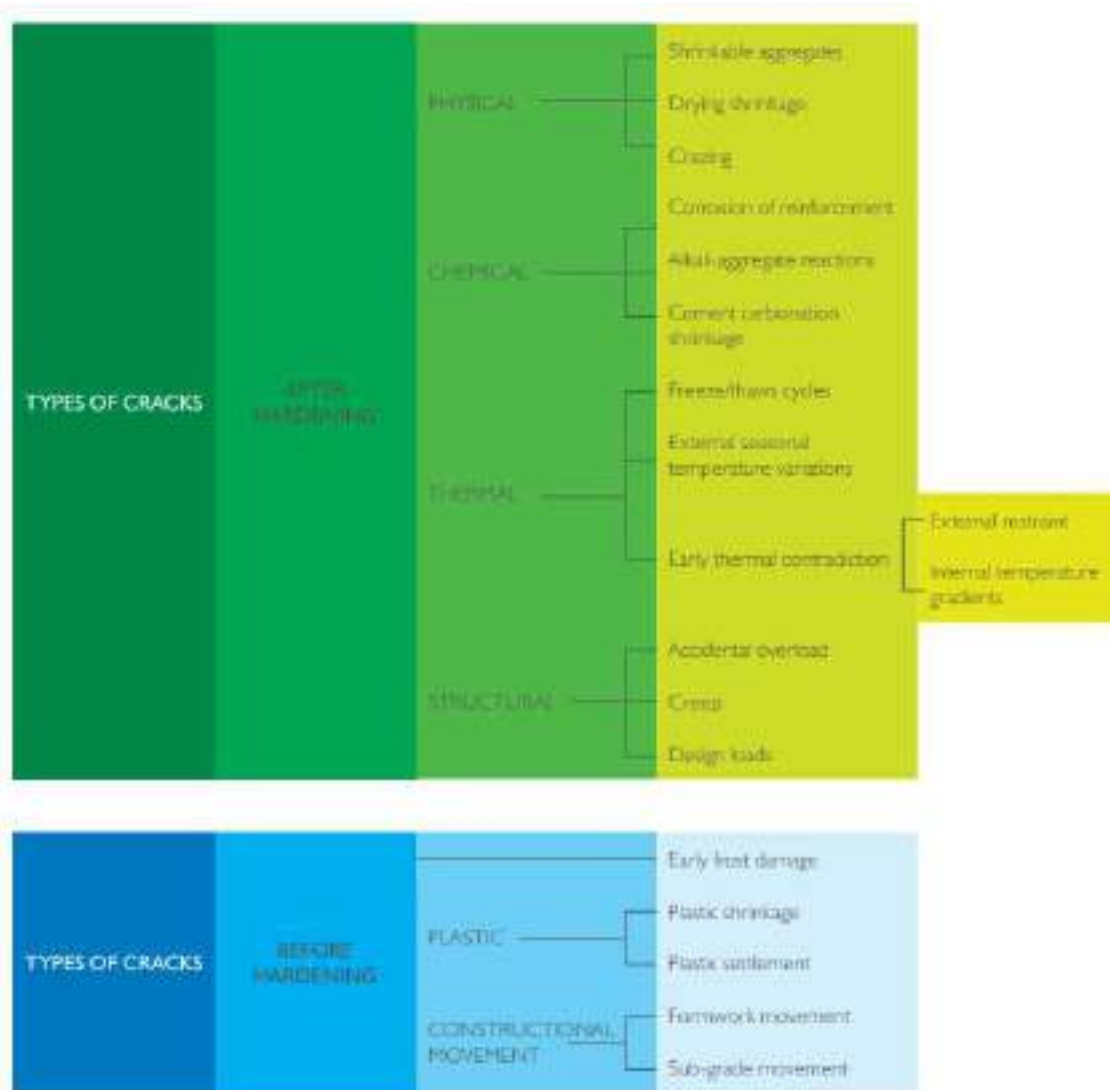 Shrinkable aggregates
PHYSICAL
Drying shrinkage
Crazing
Corrosion of reinforcement
CHEMICAL
Alkali-aggregate reactions
Cement carbonation
shrinkage
TYPES OF CRACKS
AFTER
HARDENING
Freeze/thaw cycles
External seasonal
temperature variations
THERMAL
Early thermal contradiction
External restraint
Internal temperature
gradients
Accidental overload
STRUCTURAL
Creep
Design loads
Early frost damage
Plastic shrinkage
PLASTIC
Plastic settlement
TYPES OF CRACKS
BEFORE
HARDENING
Formwork movement
CONSTRUCTIONAL
MOVEMENT
Sub-grade movement